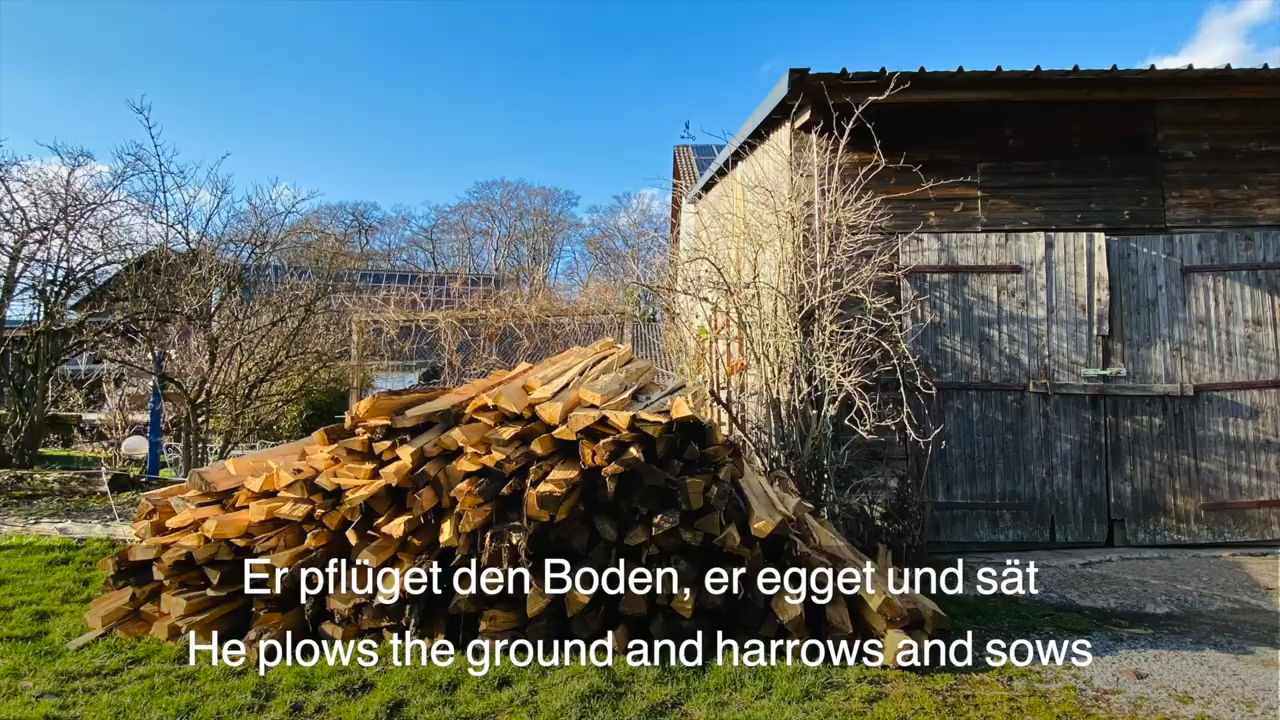 Er pflüget den Boden, er egget und sät
He plows the ground and harrows and sows